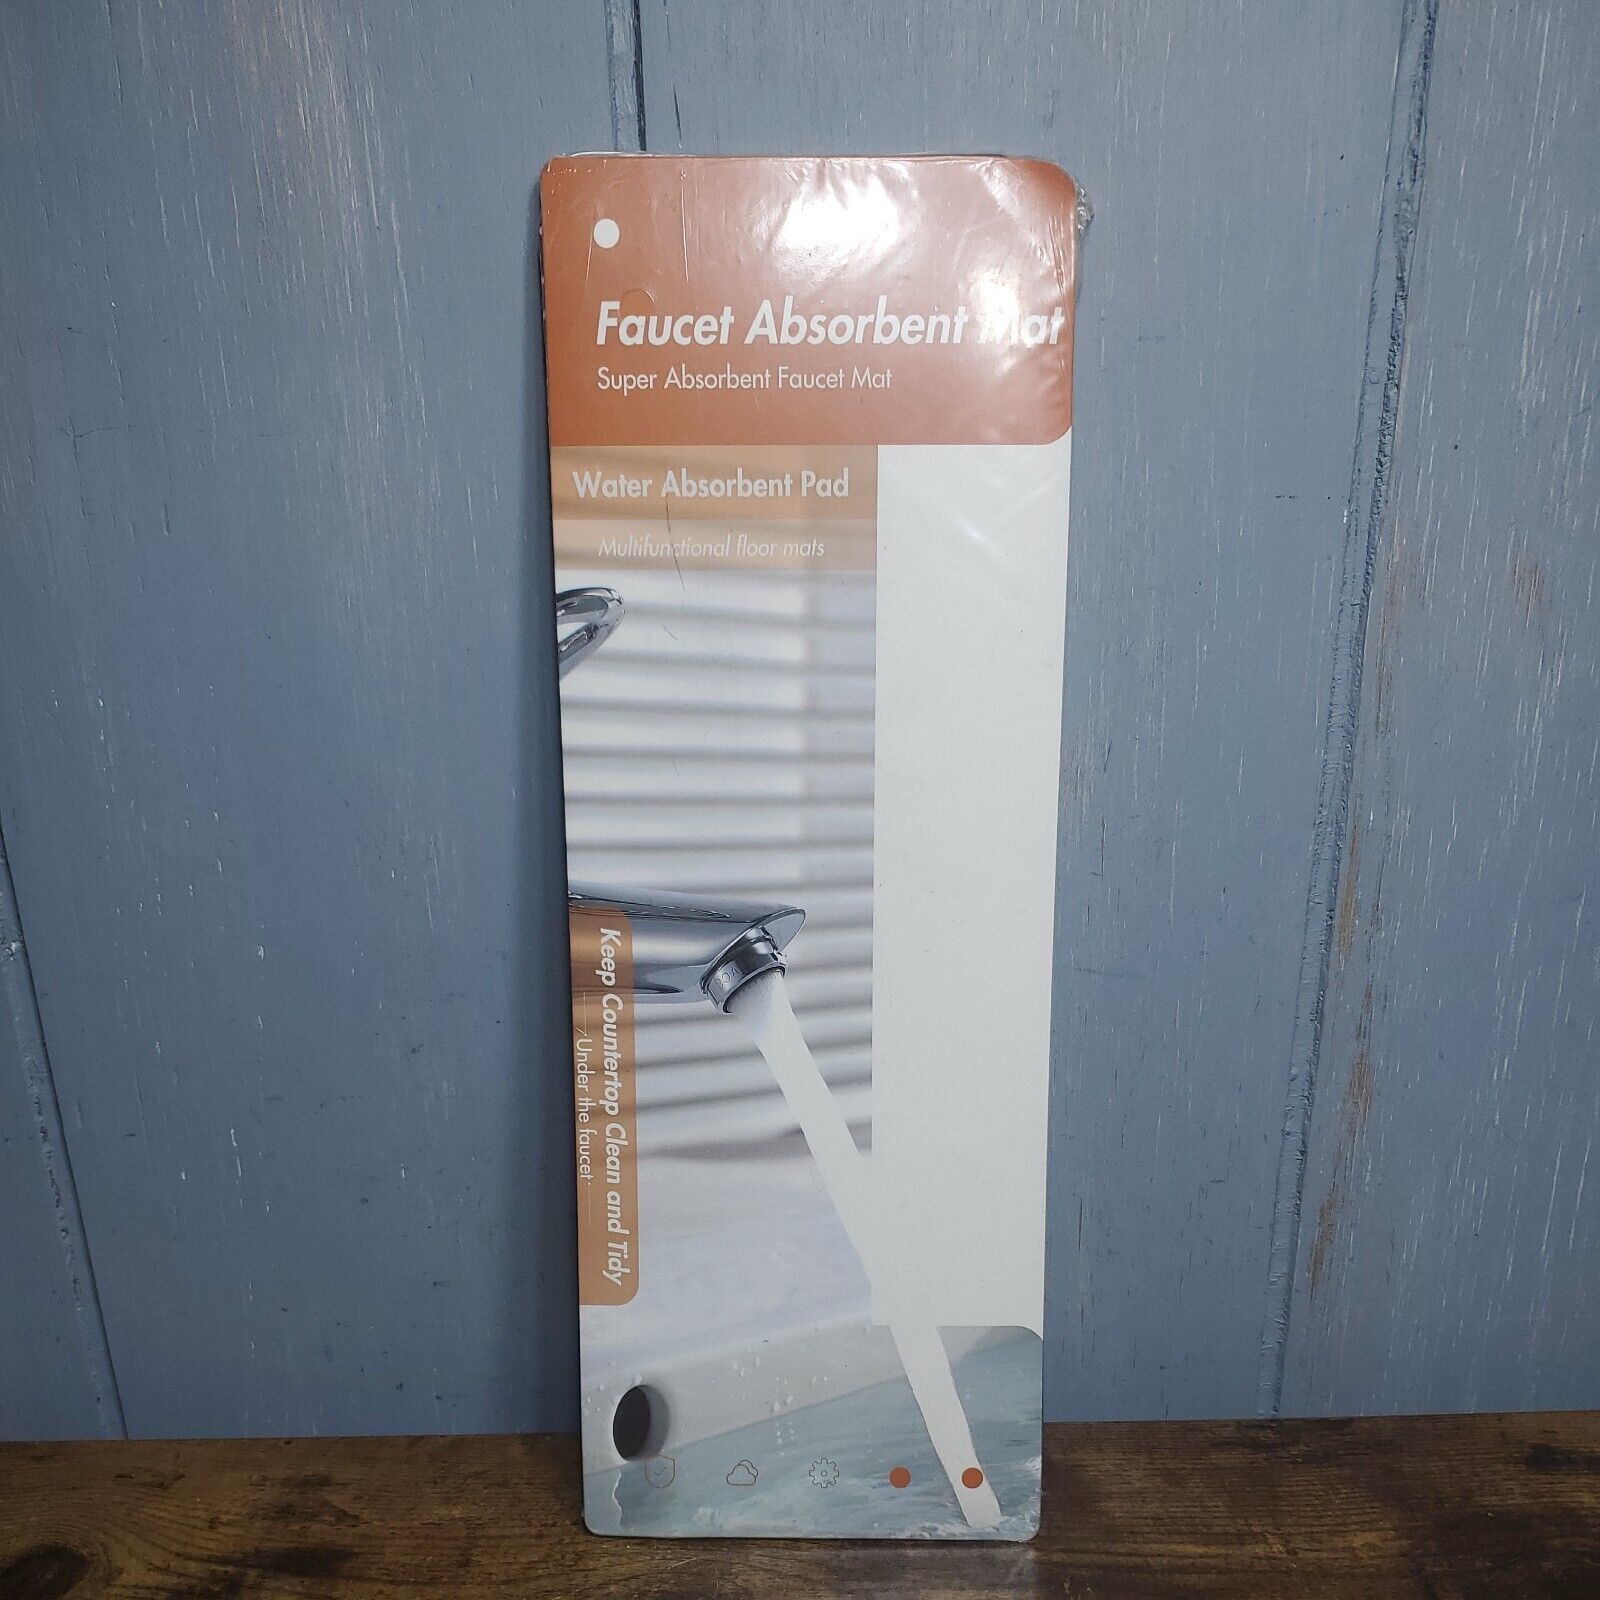 Faucet Absorbent Mat
Super Absorbent Faucet Mat
Water Absorbent Pad
Multifunctional floor mats
Keep Countertop Clean and Tidy
Under the faucet